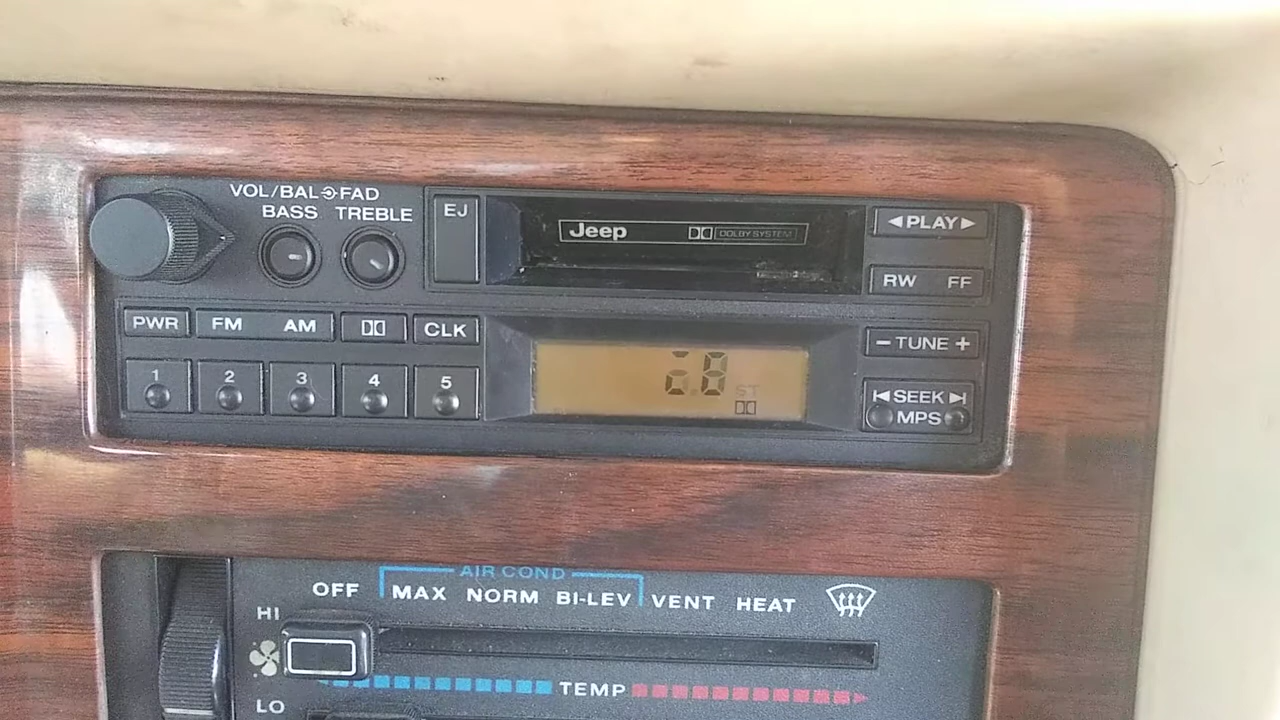 VOL/BAL FAD
BASS TREBLE
EJ
Jeep DOLBY SYSTEM
◀PLAY▶
RW FF
PWR FM AM CLK
− TUNE +
1 2 3 4 5
.8
ST
SEEK
MPS
AIR COND
OFF MAX NORM BI-LEV VENT HEAT
HI
TEMP
LO